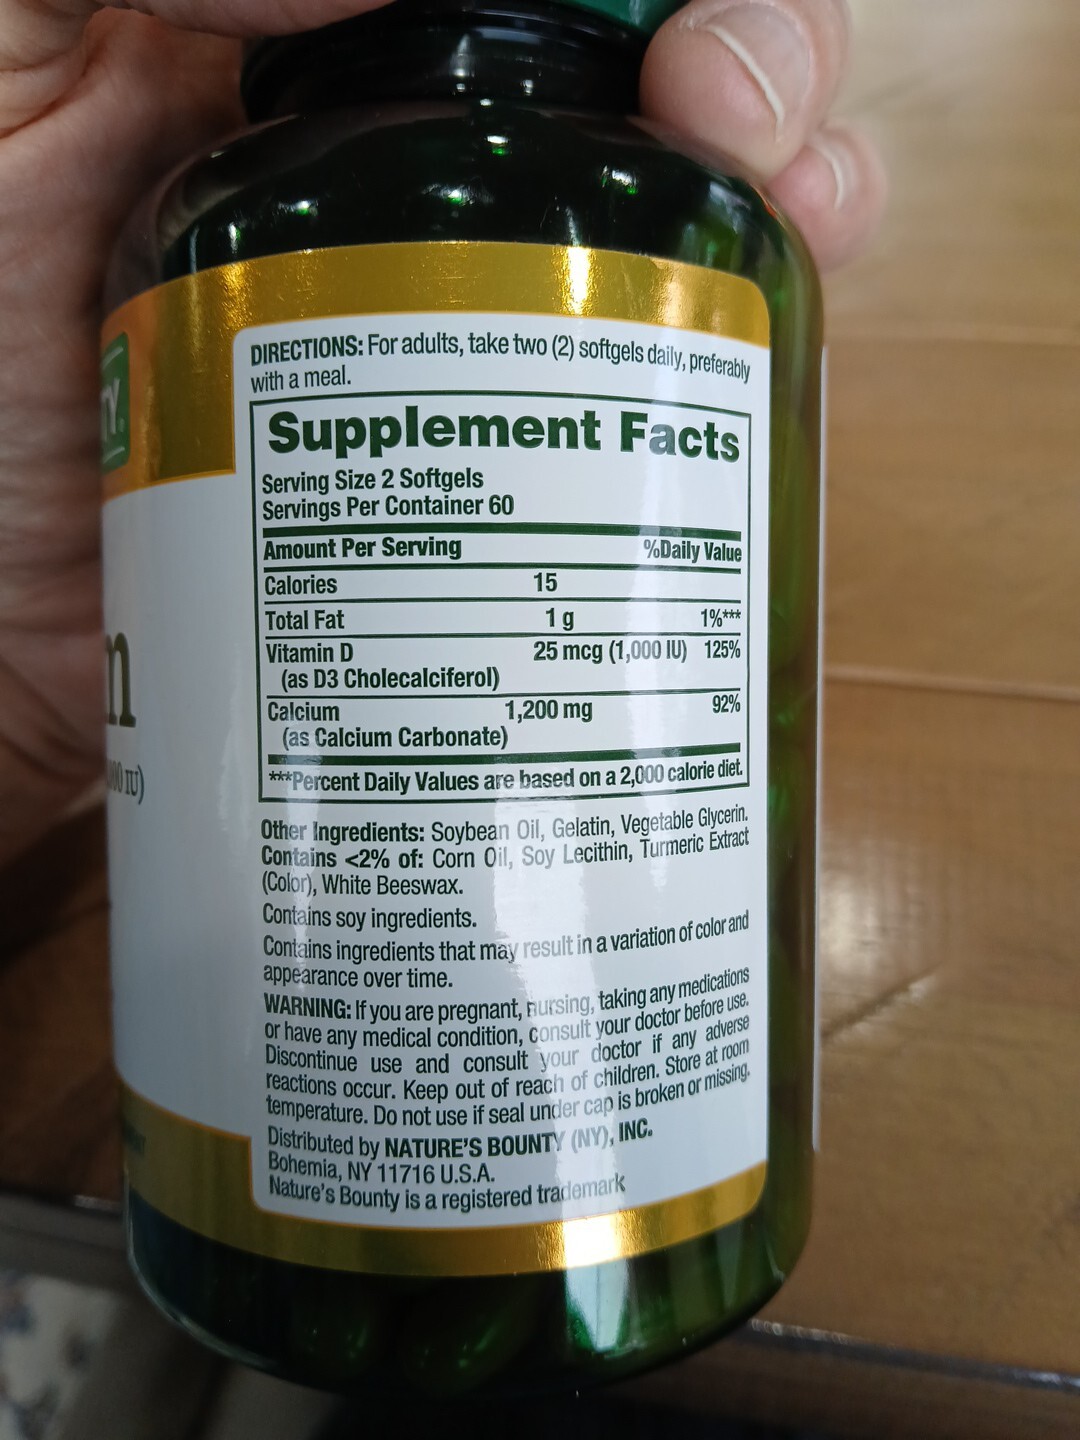 DIRECTIONS: For adults, take two (2) softgels daily, preferably
with a meal.
Supplement Facts
Serving Size 2 Softgels
Servings Per Container 60
Amount Per Serving %Daily Value
Calories 15
Total Fat 1 g 1%***
Vitamin D 25 mcg (1,000 IU) 125%
(as D3 Cholecalciferol)
Calcium 1,200 mg 92%
(as Calcium Carbonate)
***Percent Daily Values are based on a 2,000 calorie diet.
Other Ingredients: Soybean Oil, Gelatin, Vegetable Glycerin.
Contains <2% of: Corn Oil, Soy Lecithin, Turmeric Extract
(Color), White Beeswax.
Contains soy ingredients.
Contains ingredients that may result in a variation of color and
appearance over time.
WARNING: If you are pregnant, nursing, taking any medications
or have any medical condition, consult your doctor before use.
Discontinue use and consult your doctor if any adverse
reactions occur. Keep out of reach of children. Store at room
temperature. Do not use if seal under cap is broken or missing.
Distributed by NATURE'S BOUNTY (NY), INC.
Bohemia, NY 11716 U.S.A.
Nature's Bounty is a registered trademark
IU)